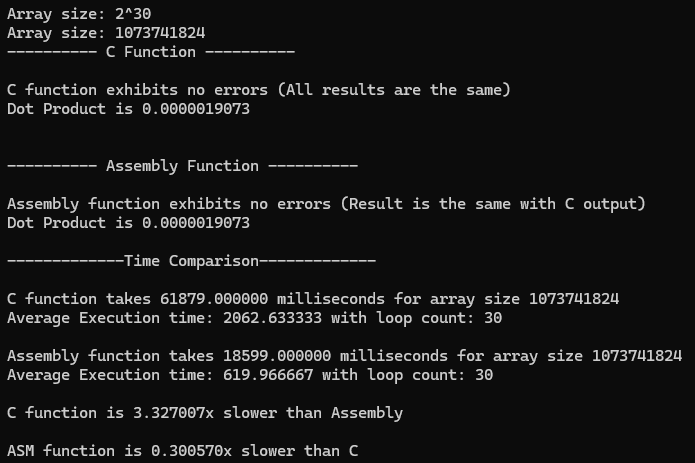 Array size: 2^30
Array size: 1073741824
---------- C Function ----------
C function exhibits no errors (All results are the same)
Dot Product is 0.0000019073
---------- Assembly Function ----------
Assembly function exhibits no errors (Result is the same with C output)
Dot Product is 0.0000019073
-------------Time Comparison-------------
C function takes 61879.000000 milliseconds for array size 1073741824
Average Execution time: 2062.633333 with loop count: 30
Assembly function takes 18599.000000 milliseconds for array size 1073741824
Average Execution time: 619.966667 with loop count: 30
C function is 3.327007x slower than Assembly
ASM function is 0.300570x slower than C